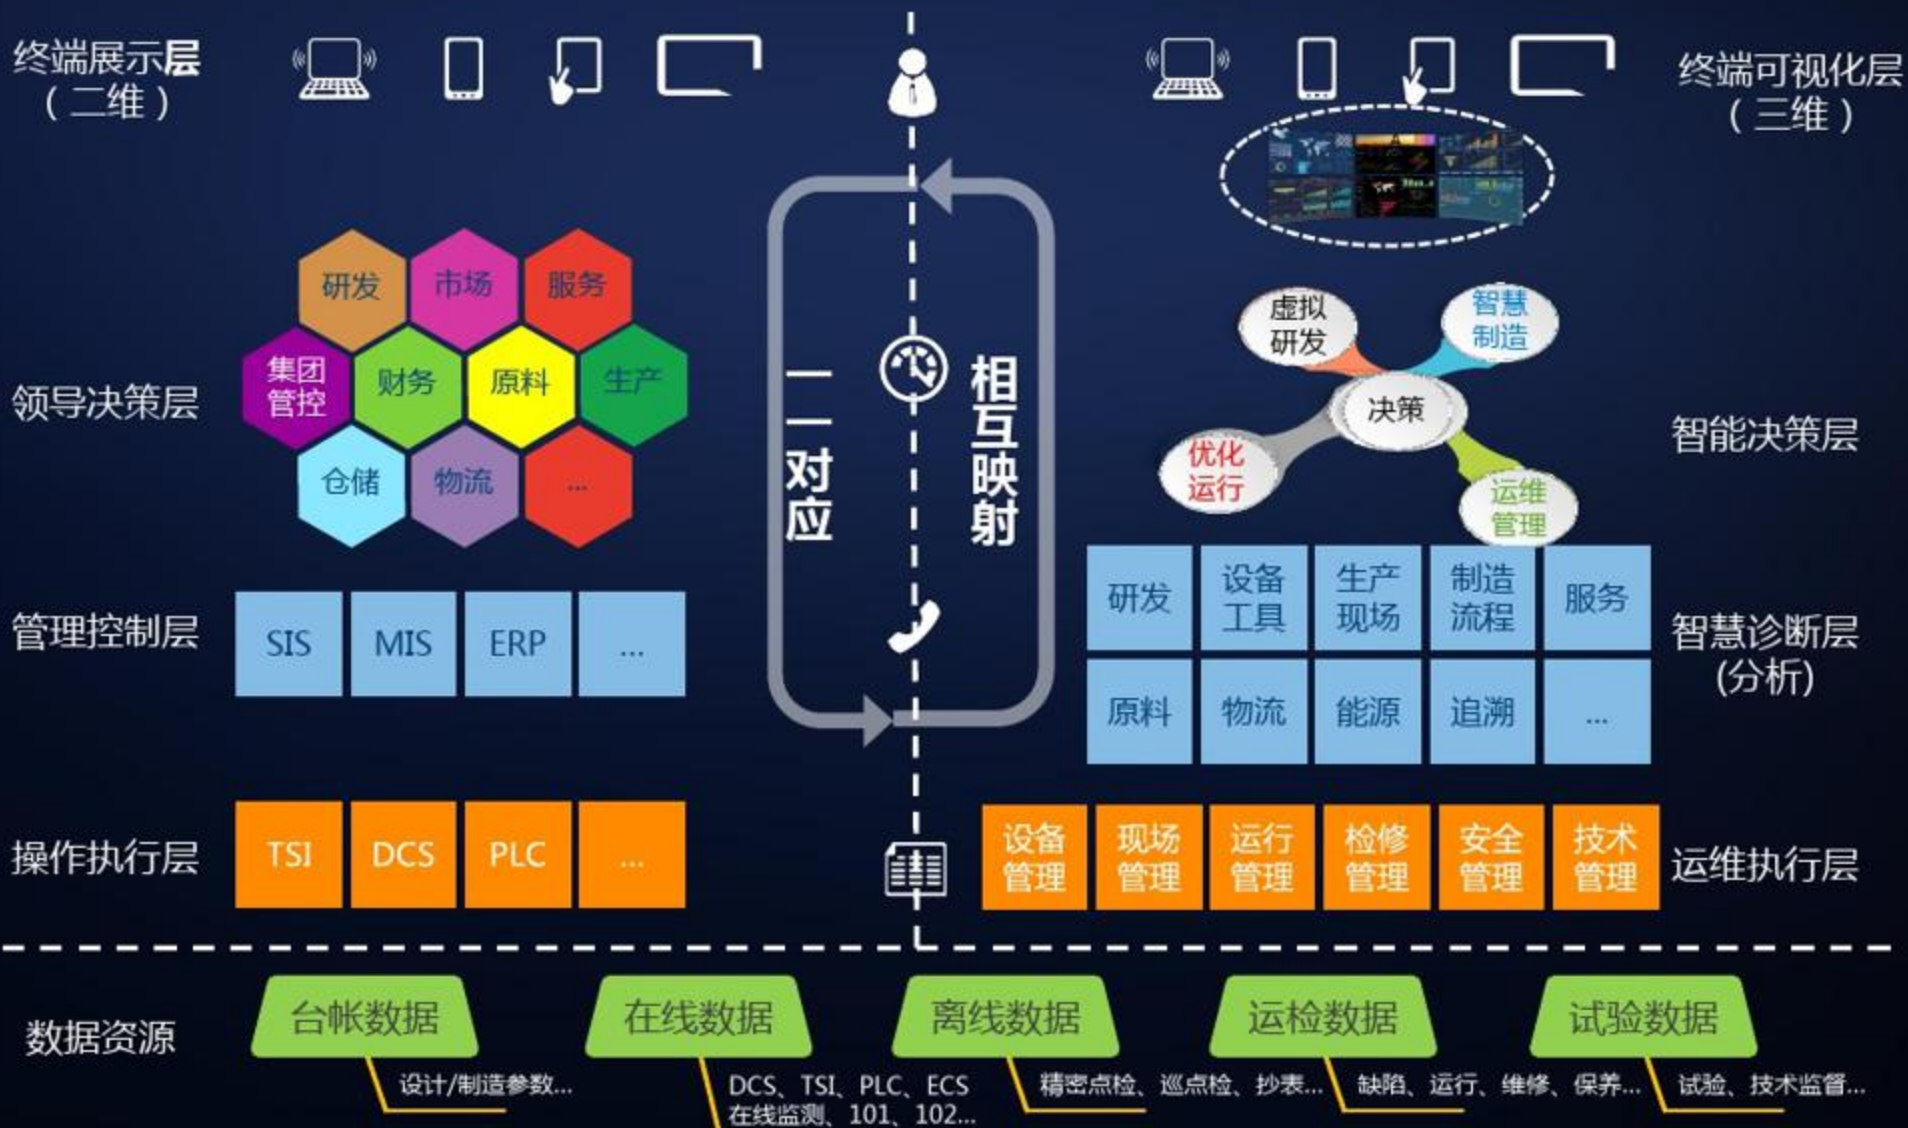 终端展示层
（二维）
终端可视化层
（三维）
研发
市场
服务
集团
管控
财务
原料
生产
仓储
物流
...
领导决策层
一一对应
相互映射
虚拟
研发
智慧
制造
决策
优化
运行
运维
管理
智能决策层
管理控制层
SIS
MIS
ERP
...
研发
设备
工具
生产
现场
制造
流程
服务
原料
物流
能源
追溯
...
智慧诊断层
(分析)
操作执行层
TSI
DCS
PLC
...
设备
管理
现场
管理
运行
管理
检修
管理
安全
管理
技术
管理
运维执行层
数据资源
台帐数据
在线数据
离线数据
运检数据
试验数据
设计/制造参数...
DCS、TSI、PLC、ECS
在线监测、101、102...
精密点检、巡点检、抄表...
缺陷、运行、维修、保养...
试验、技术监督...